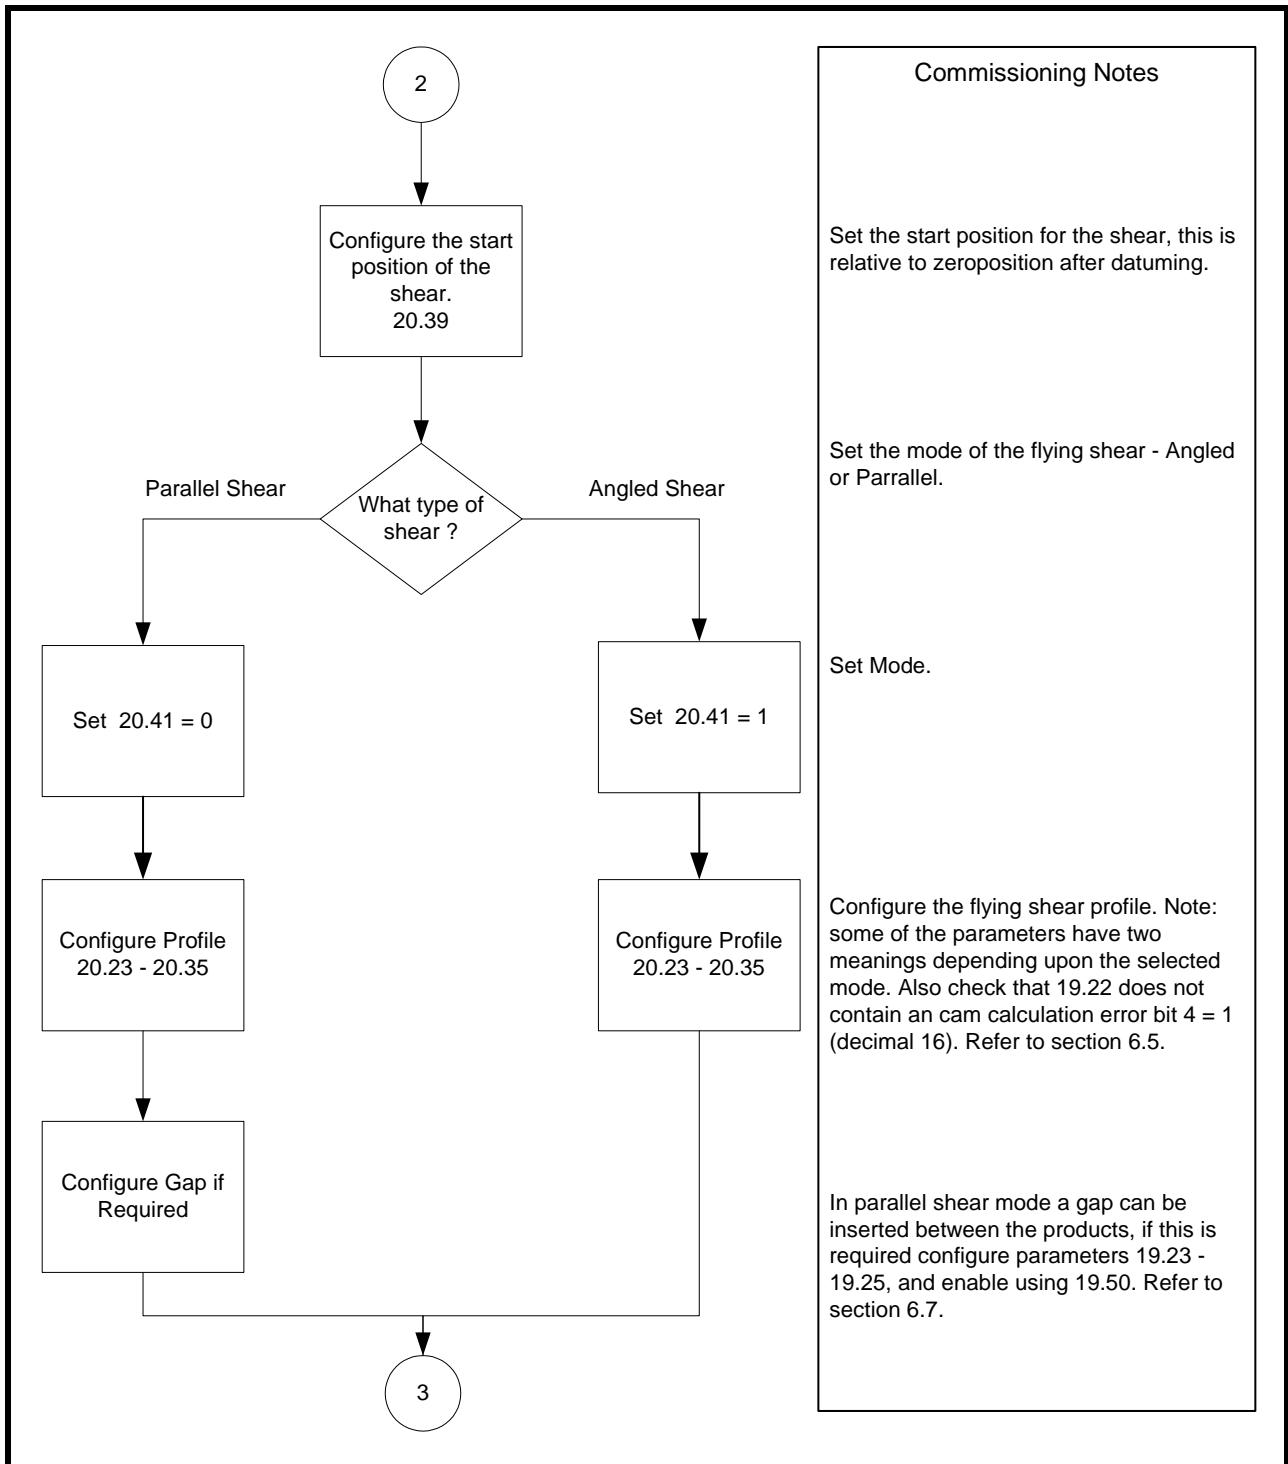 2
Configure the start
position of the
shear.
20.39
What type of
shear ?
Parallel Shear
Angled Shear
Set  20.41 = 0
Set  20.41 = 1
Configure Profile
20.23 - 20.35
Configure Profile
20.23 - 20.35
Configure Gap if
Required
3
Commissioning Notes
Set the start position for the shear, this is
relative to zeroposition after datuming.
Set the mode of the flying shear - Angled
or Parrallel.
Set Mode.
Configure the flying shear profile. Note:
some of the parameters have two
meanings depending upon the selected
mode. Also check that 19.22 does not
contain an cam calculation error bit 4 = 1
(decimal 16). Refer to section 6.5.
In parallel shear mode a gap can be
inserted between the products, if this is
required configure parameters 19.23 -
19.25, and enable using 19.50. Refer to
section 6.7.